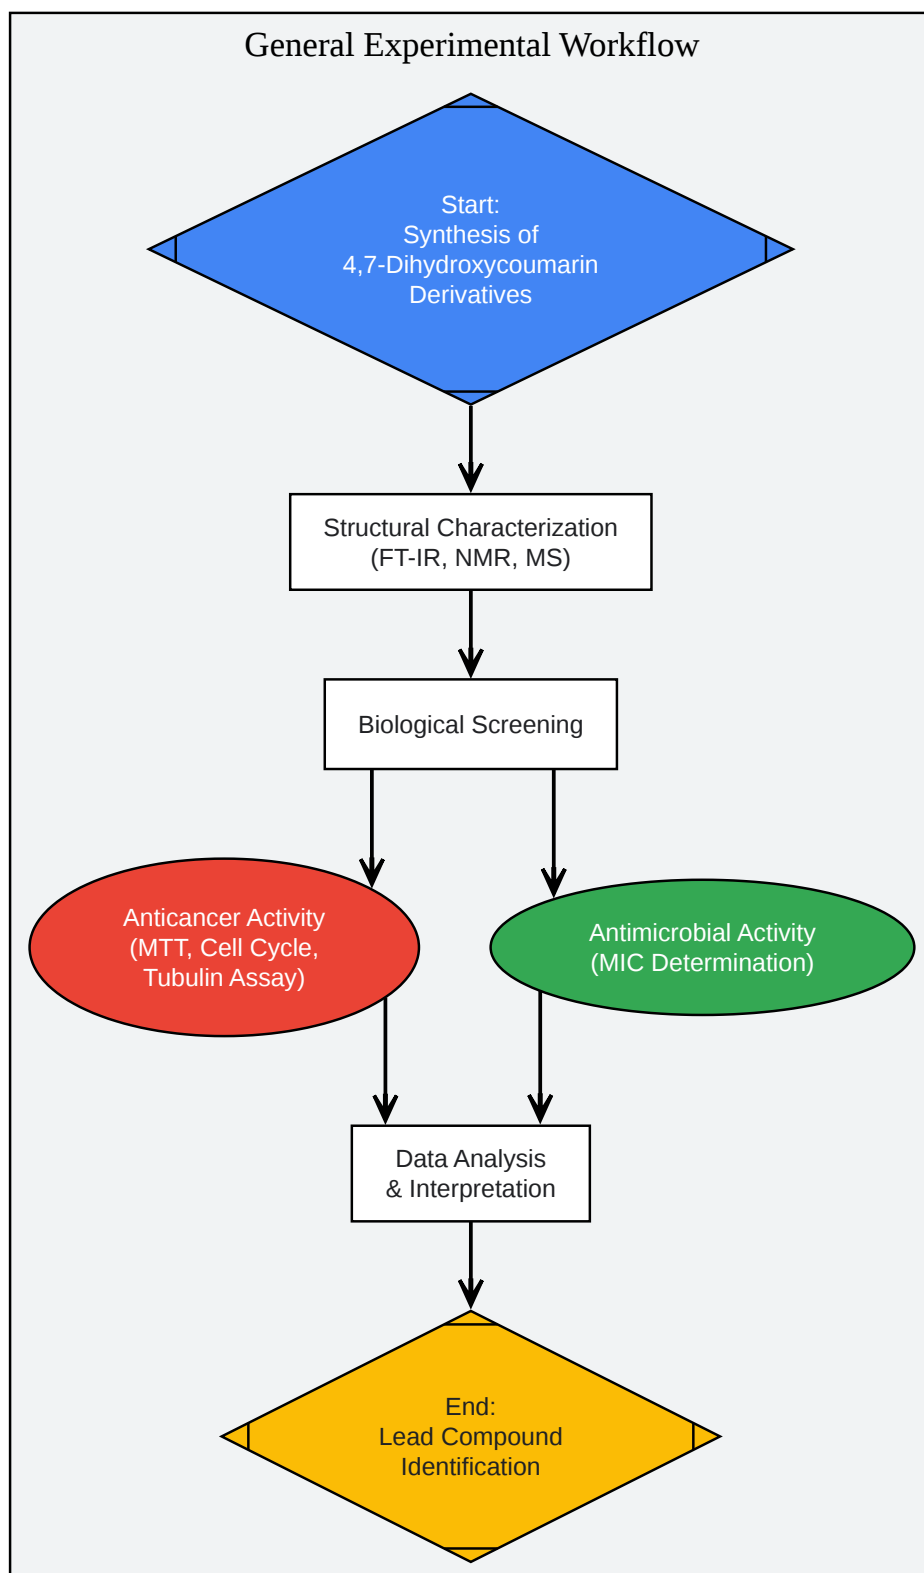 General Experimental Workflow
Start:
Synthesis of
4,7-Dihydroxycoumarin
Derivatives
Structural Characterization
(FT-IR, NMR, MS)
Biological Screening
Anticancer Activity
(MTT, Cell Cycle,
Tubulin Assay)
Antimicrobial Activity
(MIC Determination)
Data Analysis
& Interpretation
End:
Lead Compound
Identification